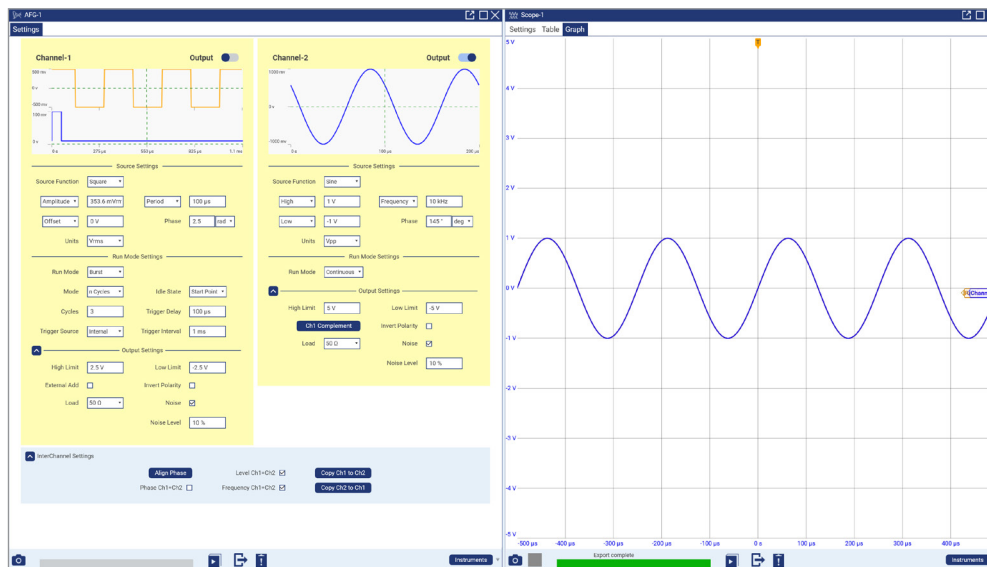 AFG-1
Settings
Channel-1 Output
500 mv
0 v
-500 mv
100 mv
0 v
0 s 275 µs 550 µs 825 µs 1.1 ms
Source Settings
Source Function Square
Amplitude 353.6 mVrm Period 100 µs
Offset 0 V Phase 2.5 rad
Units Vrms
Run Mode Settings
Run Mode Burst
Mode n Cycles Idle State Start Point
Cycles 3 Trigger Delay 100 µs
Trigger Source Internal Trigger Interval 1 ms
Output Settings
High Limit 2.5 V Low Limit -2.5 V
External Add Invert Polarity
Load 50 Ω Noise
Noise Level 10 %
Channel-2 Output
1000 mv
0 v
-1000 mv
0 s 100 µs 200 µs
Source Settings
Source Function Sine
High 1 V Frequency 10 kHz
Low -1 V Phase 145 ° deg
Units Vpp
Run Mode Settings
Run Mode Continuous
Output Settings
High Limit 5 V Low Limit -5 V
Ch1 Complement Invert Polarity
Load 50 Ω Noise
Noise Level 10 %
InterChannel Settings
Align Phase Level Ch1=Ch2 Copy Ch1 to Ch2
Phase Ch1=Ch2 Frequency Ch1=Ch2 Copy Ch2 to Ch1
Instruments
Scope-1
Settings Table Graph
5 V
T
4 V
3 V
2 V
1 V
0 V
-1 V
-2 V
-3 V
-4 V
-5 V
-500 µs -400 µs -300 µs -200 µs -100 µs 0 s 100 µs 200 µs 300 µs 400 µs
Export complete
Instruments